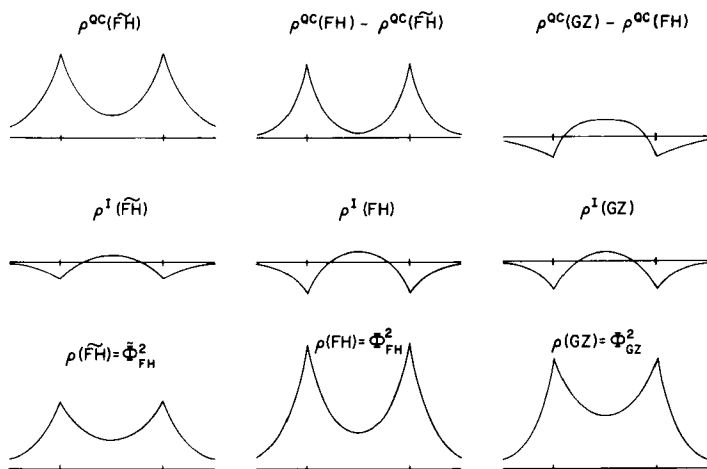 ρ^QC(F͠H)
ρ^QC(FH) – ρ^QC(F͠H)
ρ^QC(GZ) – ρ^QC(FH)
ρ^I(F͠H)
ρ^I(FH)
ρ^I(GZ)
ρ(F͠H)=Φ̃²_FH
ρ(FH)=Φ²_FH
ρ(GZ)=Φ²_GZ